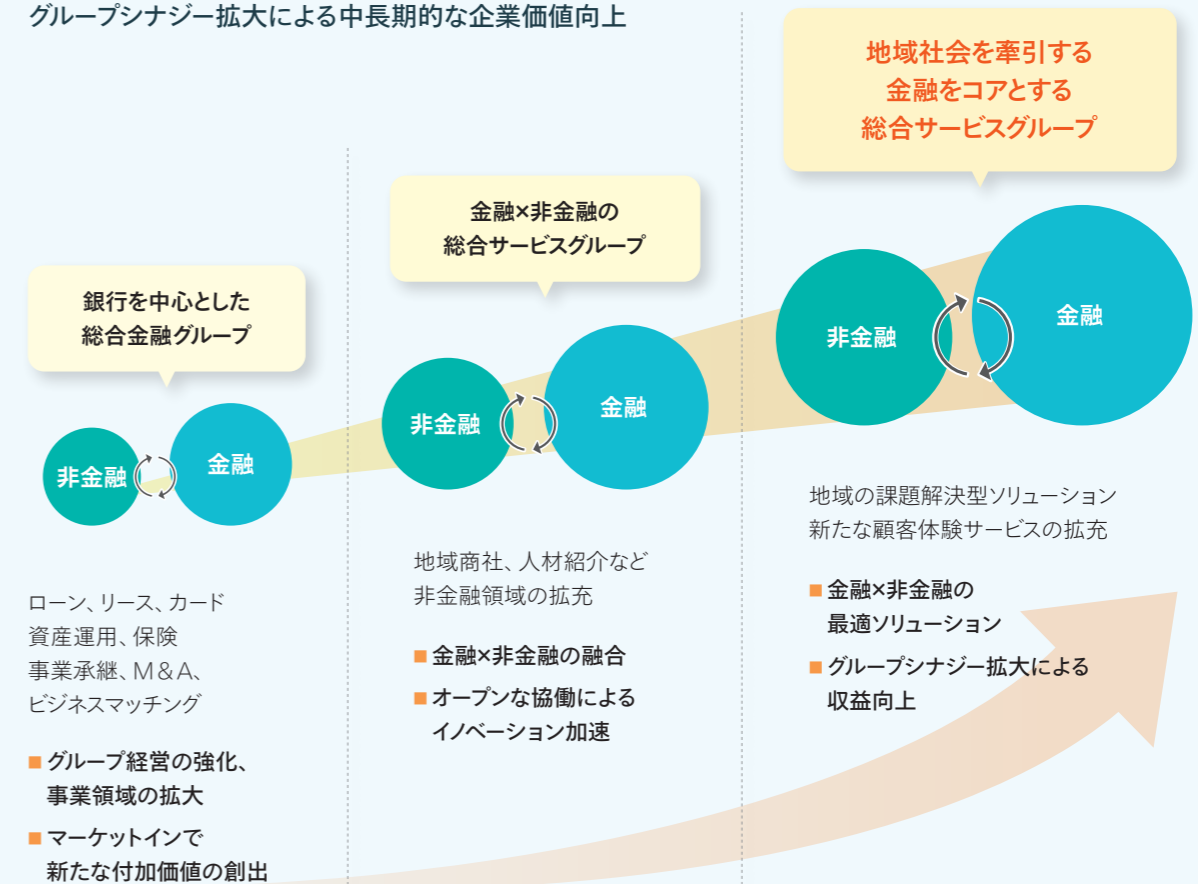 グループシナジー拡大による中長期的な企業価値向上
銀行を中心とした
総合金融グループ
非金融
金融
ローン、リース、カード
資産運用、保険
事業承継、M&A、
ビジネスマッチング
■ グループ経営の強化、
事業領域の拡大
■ マーケットインで
新たな付加価値の創出
金融×非金融の
総合サービスグループ
非金融
金融
地域商社、人材紹介など
非金融領域の拡充
■ 金融×非金融の融合
■ オープンな協働による
イノベーション加速
地域社会を牽引する
金融をコアとする
総合サービスグループ
非金融
金融
地域の課題解決型ソリューション
新たな顧客体験サービスの拡充
■ 金融×非金融の
最適ソリューション
■ グループシナジー拡大による
収益向上